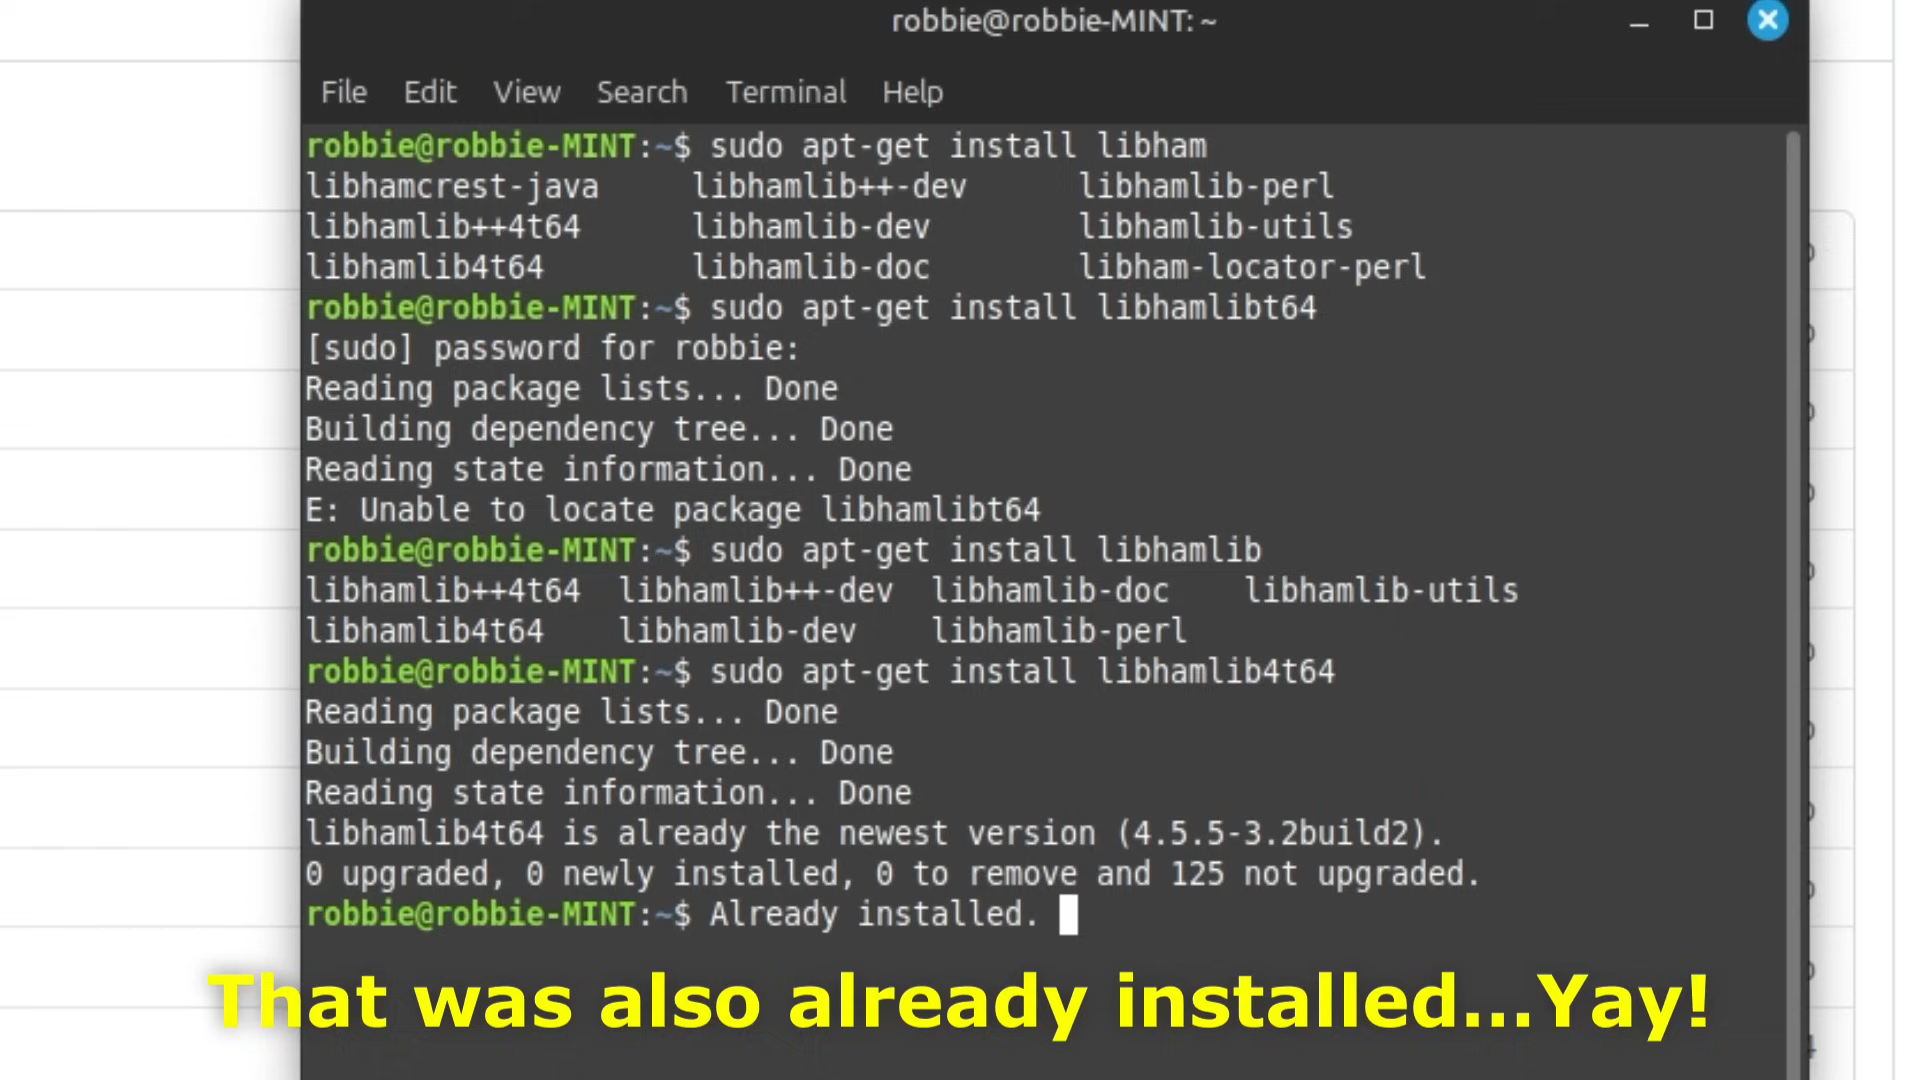 robbie@robbie-MINT: ~
File Edit View Search Terminal Help
robbie@robbie-MINT:~$ sudo apt-get install libham
libhamcrest-java libhamlib++-dev libhamlib-perl
libhamlib++4t64 libhamlib-dev libhamlib-utils
libhamlib4t64 libhamlib-doc libham-locator-perl
robbie@robbie-MINT:~$ sudo apt-get install libhamlibt64
[sudo] password for robbie:
Reading package lists... Done
Building dependency tree... Done
Reading state information... Done
E: Unable to locate package libhamlibt64
robbie@robbie-MINT:~$ sudo apt-get install libhamlib
libhamlib++4t64 libhamlib++-dev libhamlib-doc libhamlib-utils
libhamlib4t64 libhamlib-dev libhamlib-perl
robbie@robbie-MINT:~$ sudo apt-get install libhamlib4t64
Reading package lists... Done
Building dependency tree... Done
Reading state information... Done
libhamlib4t64 is already the newest version (4.5.5-3.2build2).
0 upgraded, 0 newly installed, 0 to remove and 125 not upgraded.
robbie@robbie-MINT:~$ Already installed.
That was also already installed...Yay!